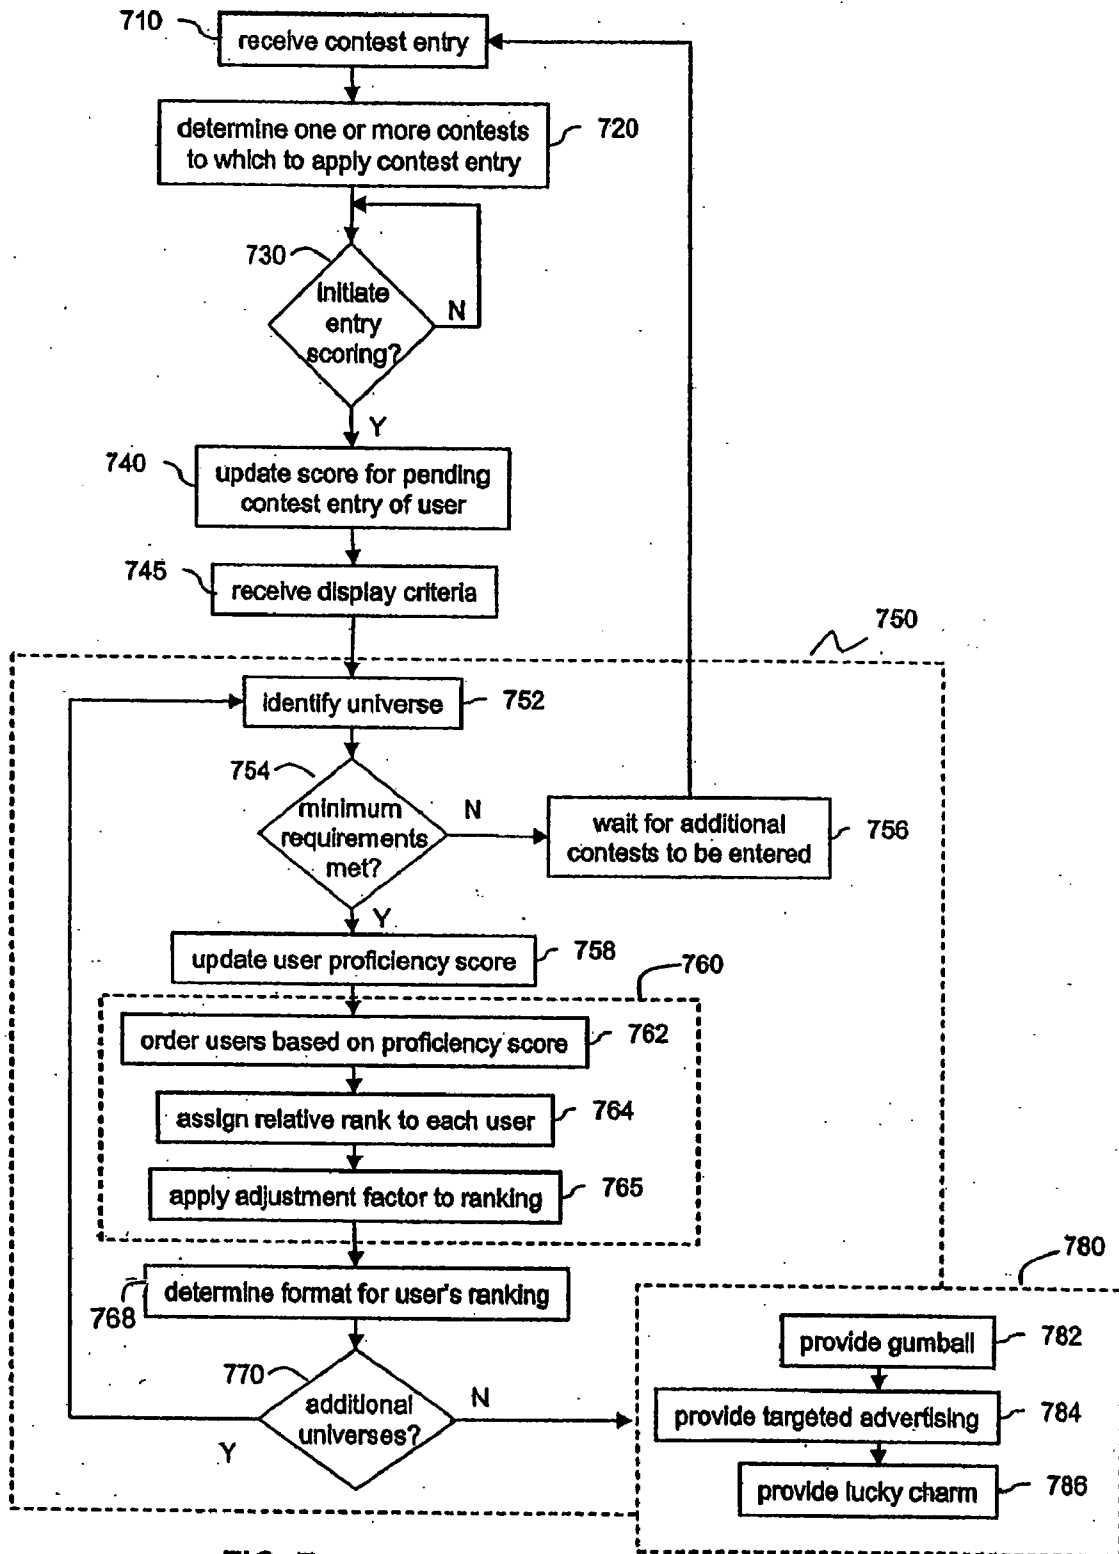 710
receive contest entry
determine one or more contests
to which to apply contest entry
720
730
initiate
entry
scoring?
N
Y
740
update score for pending
contest entry of user
745
receive display criteria
750
identify universe
752
754
minimum
requirements
met?
N
wait for additional
contests to be entered
756
Y
update user proficiency score
758
760
order users based on proficiency score
762
assign relative rank to each user
764
apply adjustment factor to ranking
765
determine format for user's ranking
768
780
provide gumball
782
770
additional
universes?
N
Y
provide targeted advertising
784
provide lucky charm
786